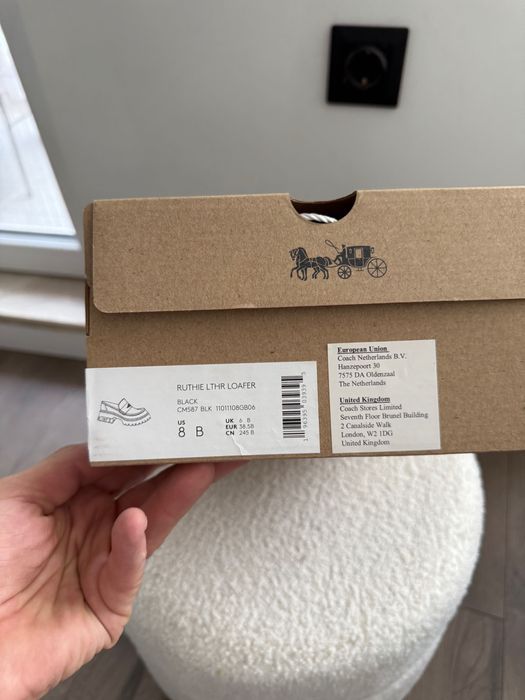 RUTHIE LTHR LOAFER
BLACK
CM587 BLK 11011108GB06
US UK 6 B
8 B EUR 38.5B
CN 245 B
European Union
Coach Netherlands B.V.
Hanzepoort 30
7575 DA Oldenzaal
The Netherlands
United Kingdom
Coach Stores Limited
Seventh Floor Brunel Building
2 Canalside Walk
London, W2 1DG
United Kingdom